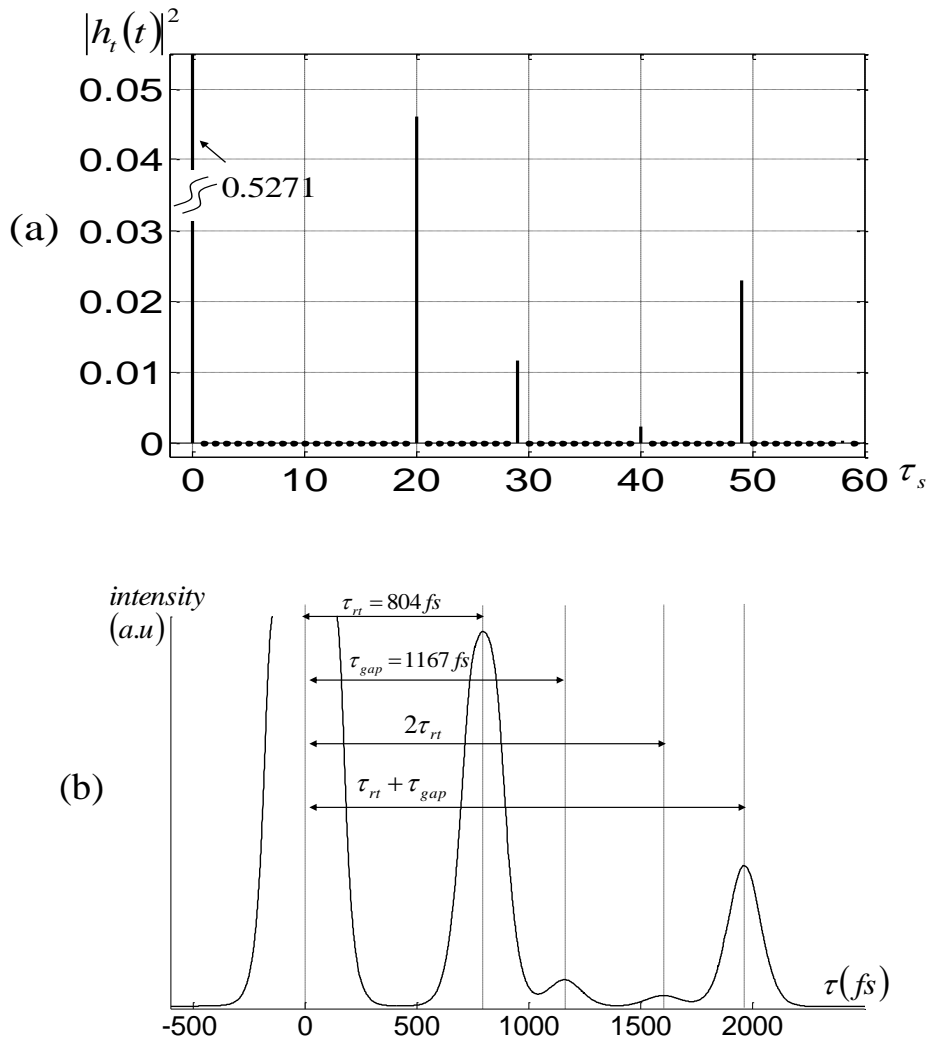 |h_t(t)|^2
0.05
0.04
0.5271
(a)
0.03
0.02
0.01
0
0 10 20 30 40 50 60 τ_s
intensity
(a.u)
τ_rt = 804 fs
τ_gap = 1167 fs
2τ_rt
τ_rt + τ_gap
(b)
τ(fs)
-500 0 500 1000 1500 2000